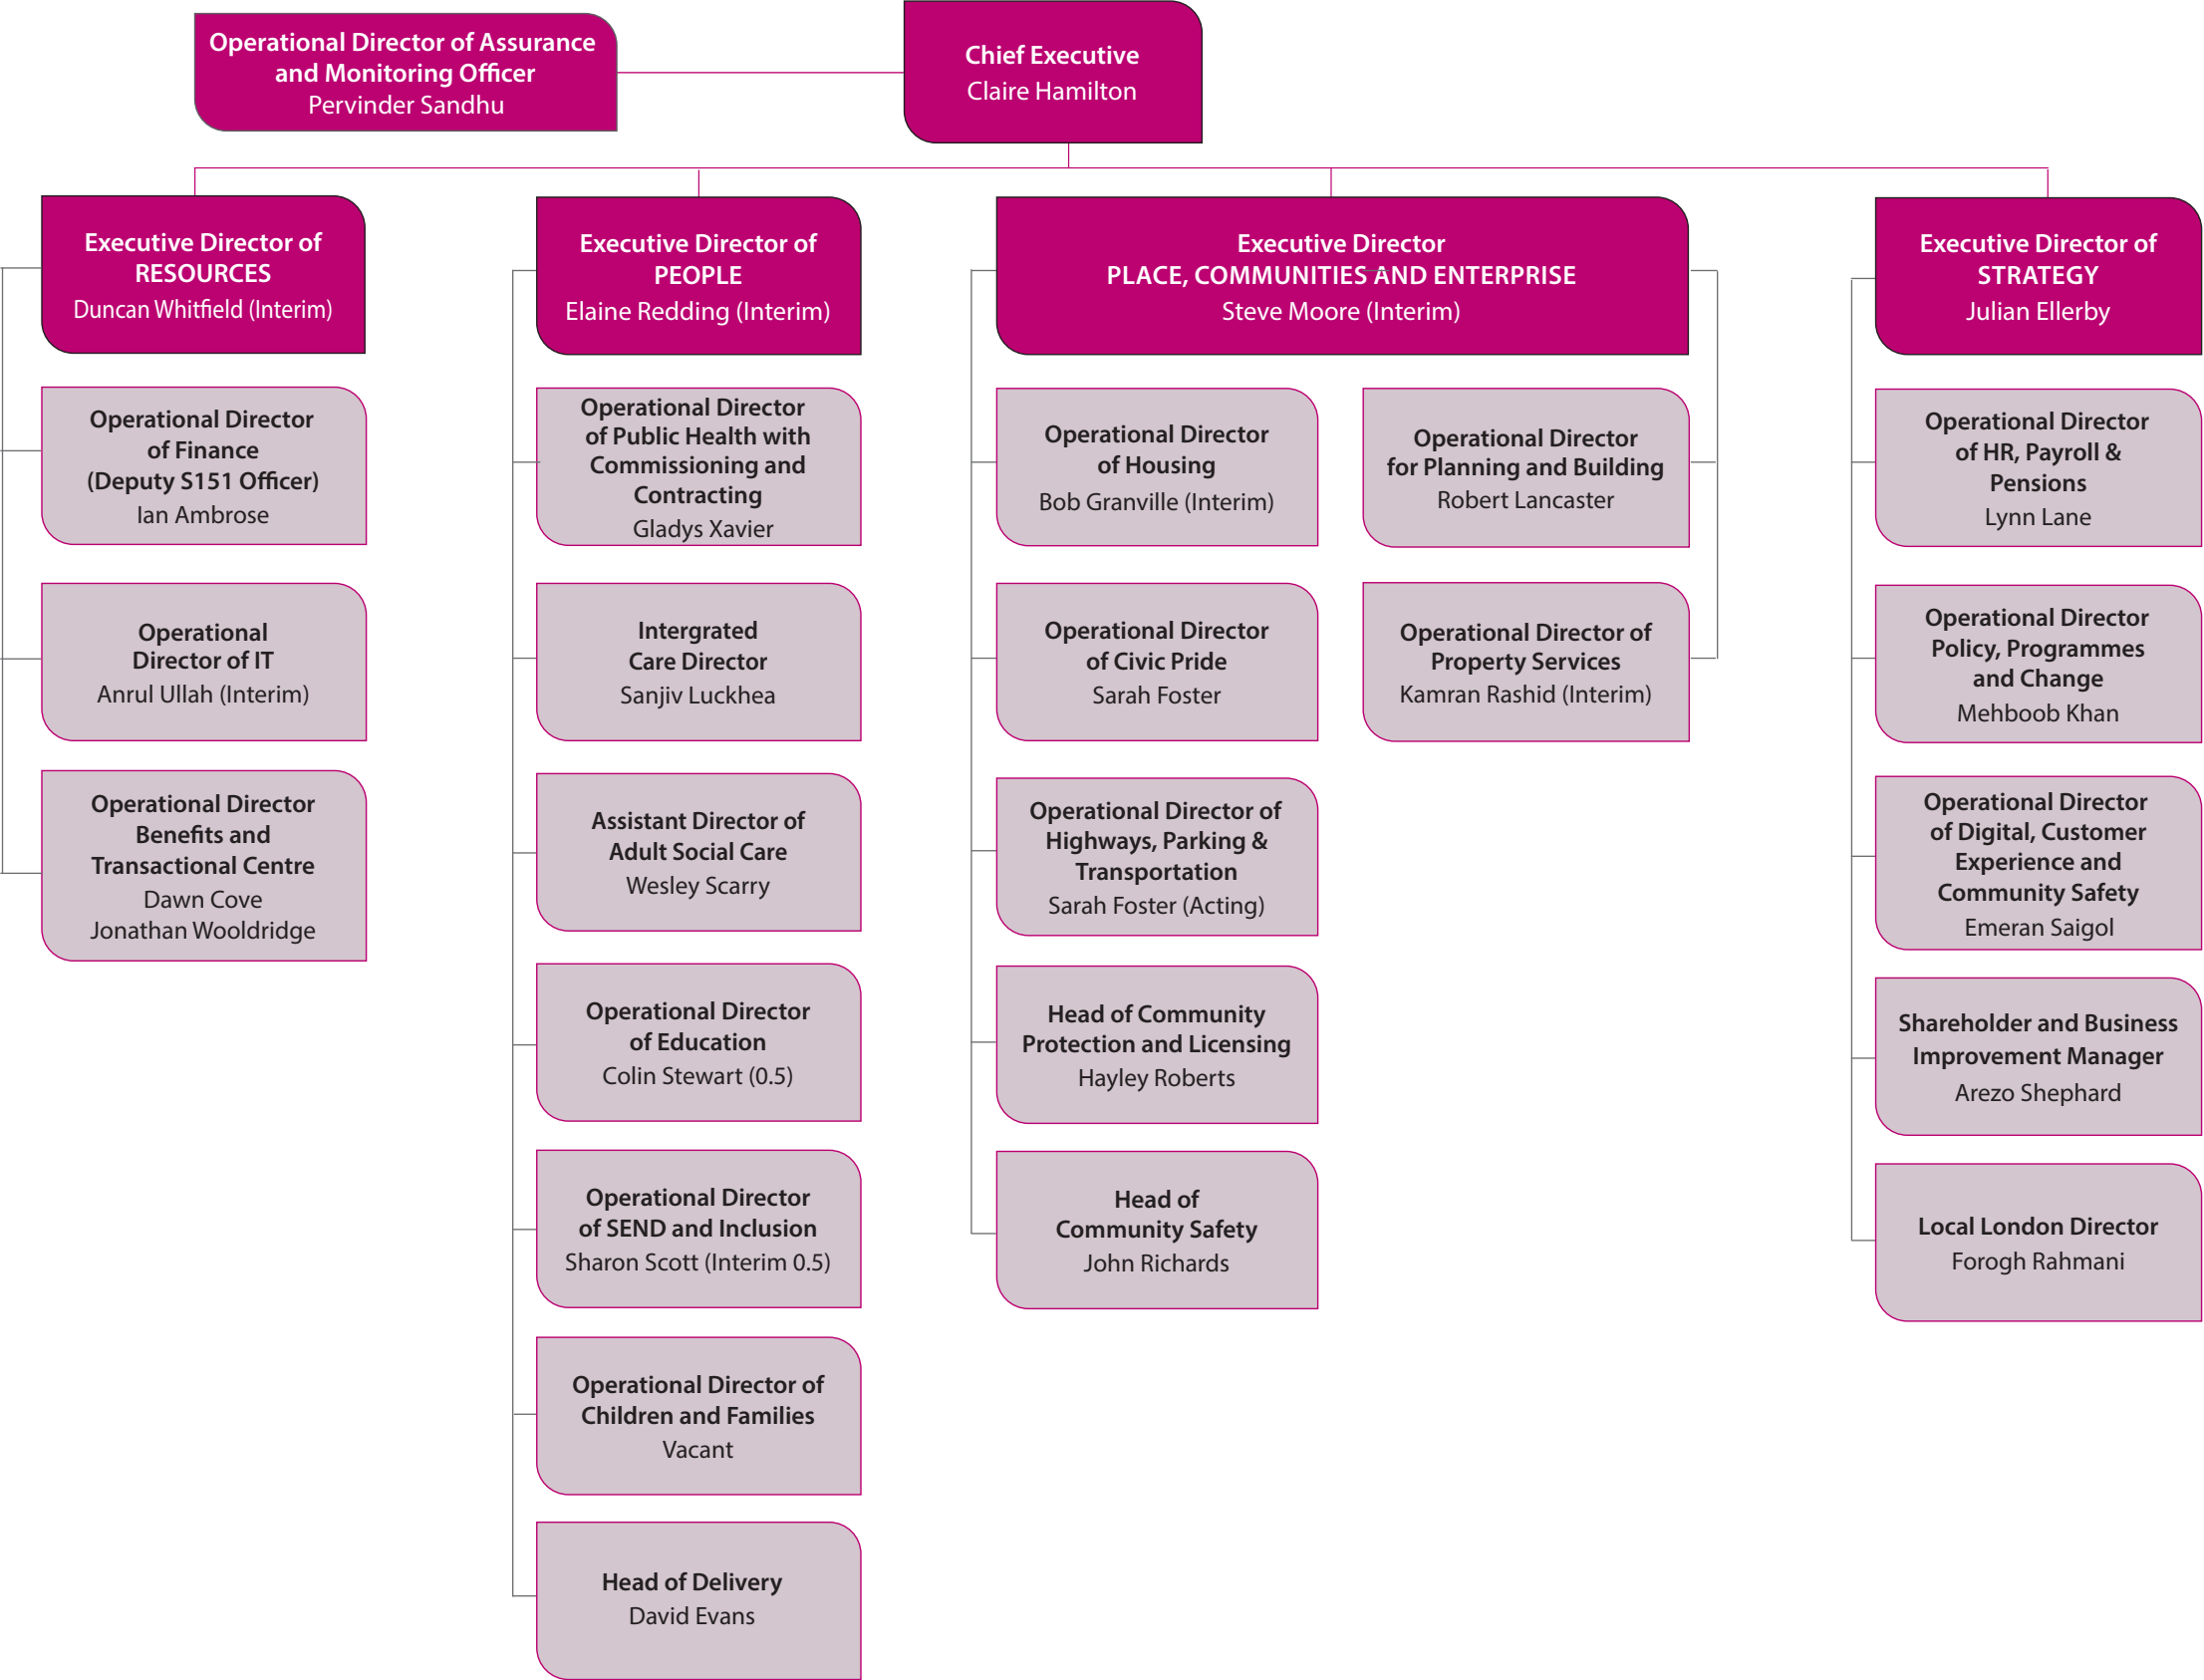 Operational Director of Assurance
and Monitoring Officer
Pervinder Sandhu
Chief Executive
Claire Hamilton
Executive Director of
RESOURCES
Duncan Whitfield (Interim)
Operational Director
of Finance
(Deputy S151 Officer)
Ian Ambrose
Operational
Director of IT
Anrul Ullah (Interim)
Operational Director
Benefits and
Transactional Centre
Dawn Cove
Jonathan Wooldridge
Executive Director of
PEOPLE
Elaine Redding (Interim)
Operational Director
of Public Health with
Commissioning and
Contracting
Gladys Xavier
Intergrated
Care Director
Sanjiv Luckhea
Assistant Director of
Adult Social Care
Wesley Scarry
Operational Director
of Education
Colin Stewart (0.5)
Operational Director
of SEND and Inclusion
Sharon Scott (Interim 0.5)
Operational Director of
Children and Families
Vacant
Head of Delivery
David Evans
Executive Director
PLACE, COMMUNITIES AND ENTERPRISE
Steve Moore (Interim)
Operational Director
of Housing
Bob Granville (Interim)
Operational Director
of Civic Pride
Sarah Foster
Operational Director of
Highways, Parking &
Transportation
Sarah Foster (Acting)
Head of Community
Protection and Licensing
Hayley Roberts
Head of
Community Safety
John Richards
Operational Director
for Planning and Building
Robert Lancaster
Operational Director of
Property Services
Kamran Rashid (Interim)
Executive Director of
STRATEGY
Julian Ellerby
Operational Director
of HR, Payroll &
Pensions
Lynn Lane
Operational Director
Policy, Programmes
and Change
Mehboob Khan
Operational Director
of Digital, Customer
Experience and
Community Safety
Emeran Saigol
Shareholder and Business
Improvement Manager
Arezo Shephard
Local London Director
Forogh Rahmani